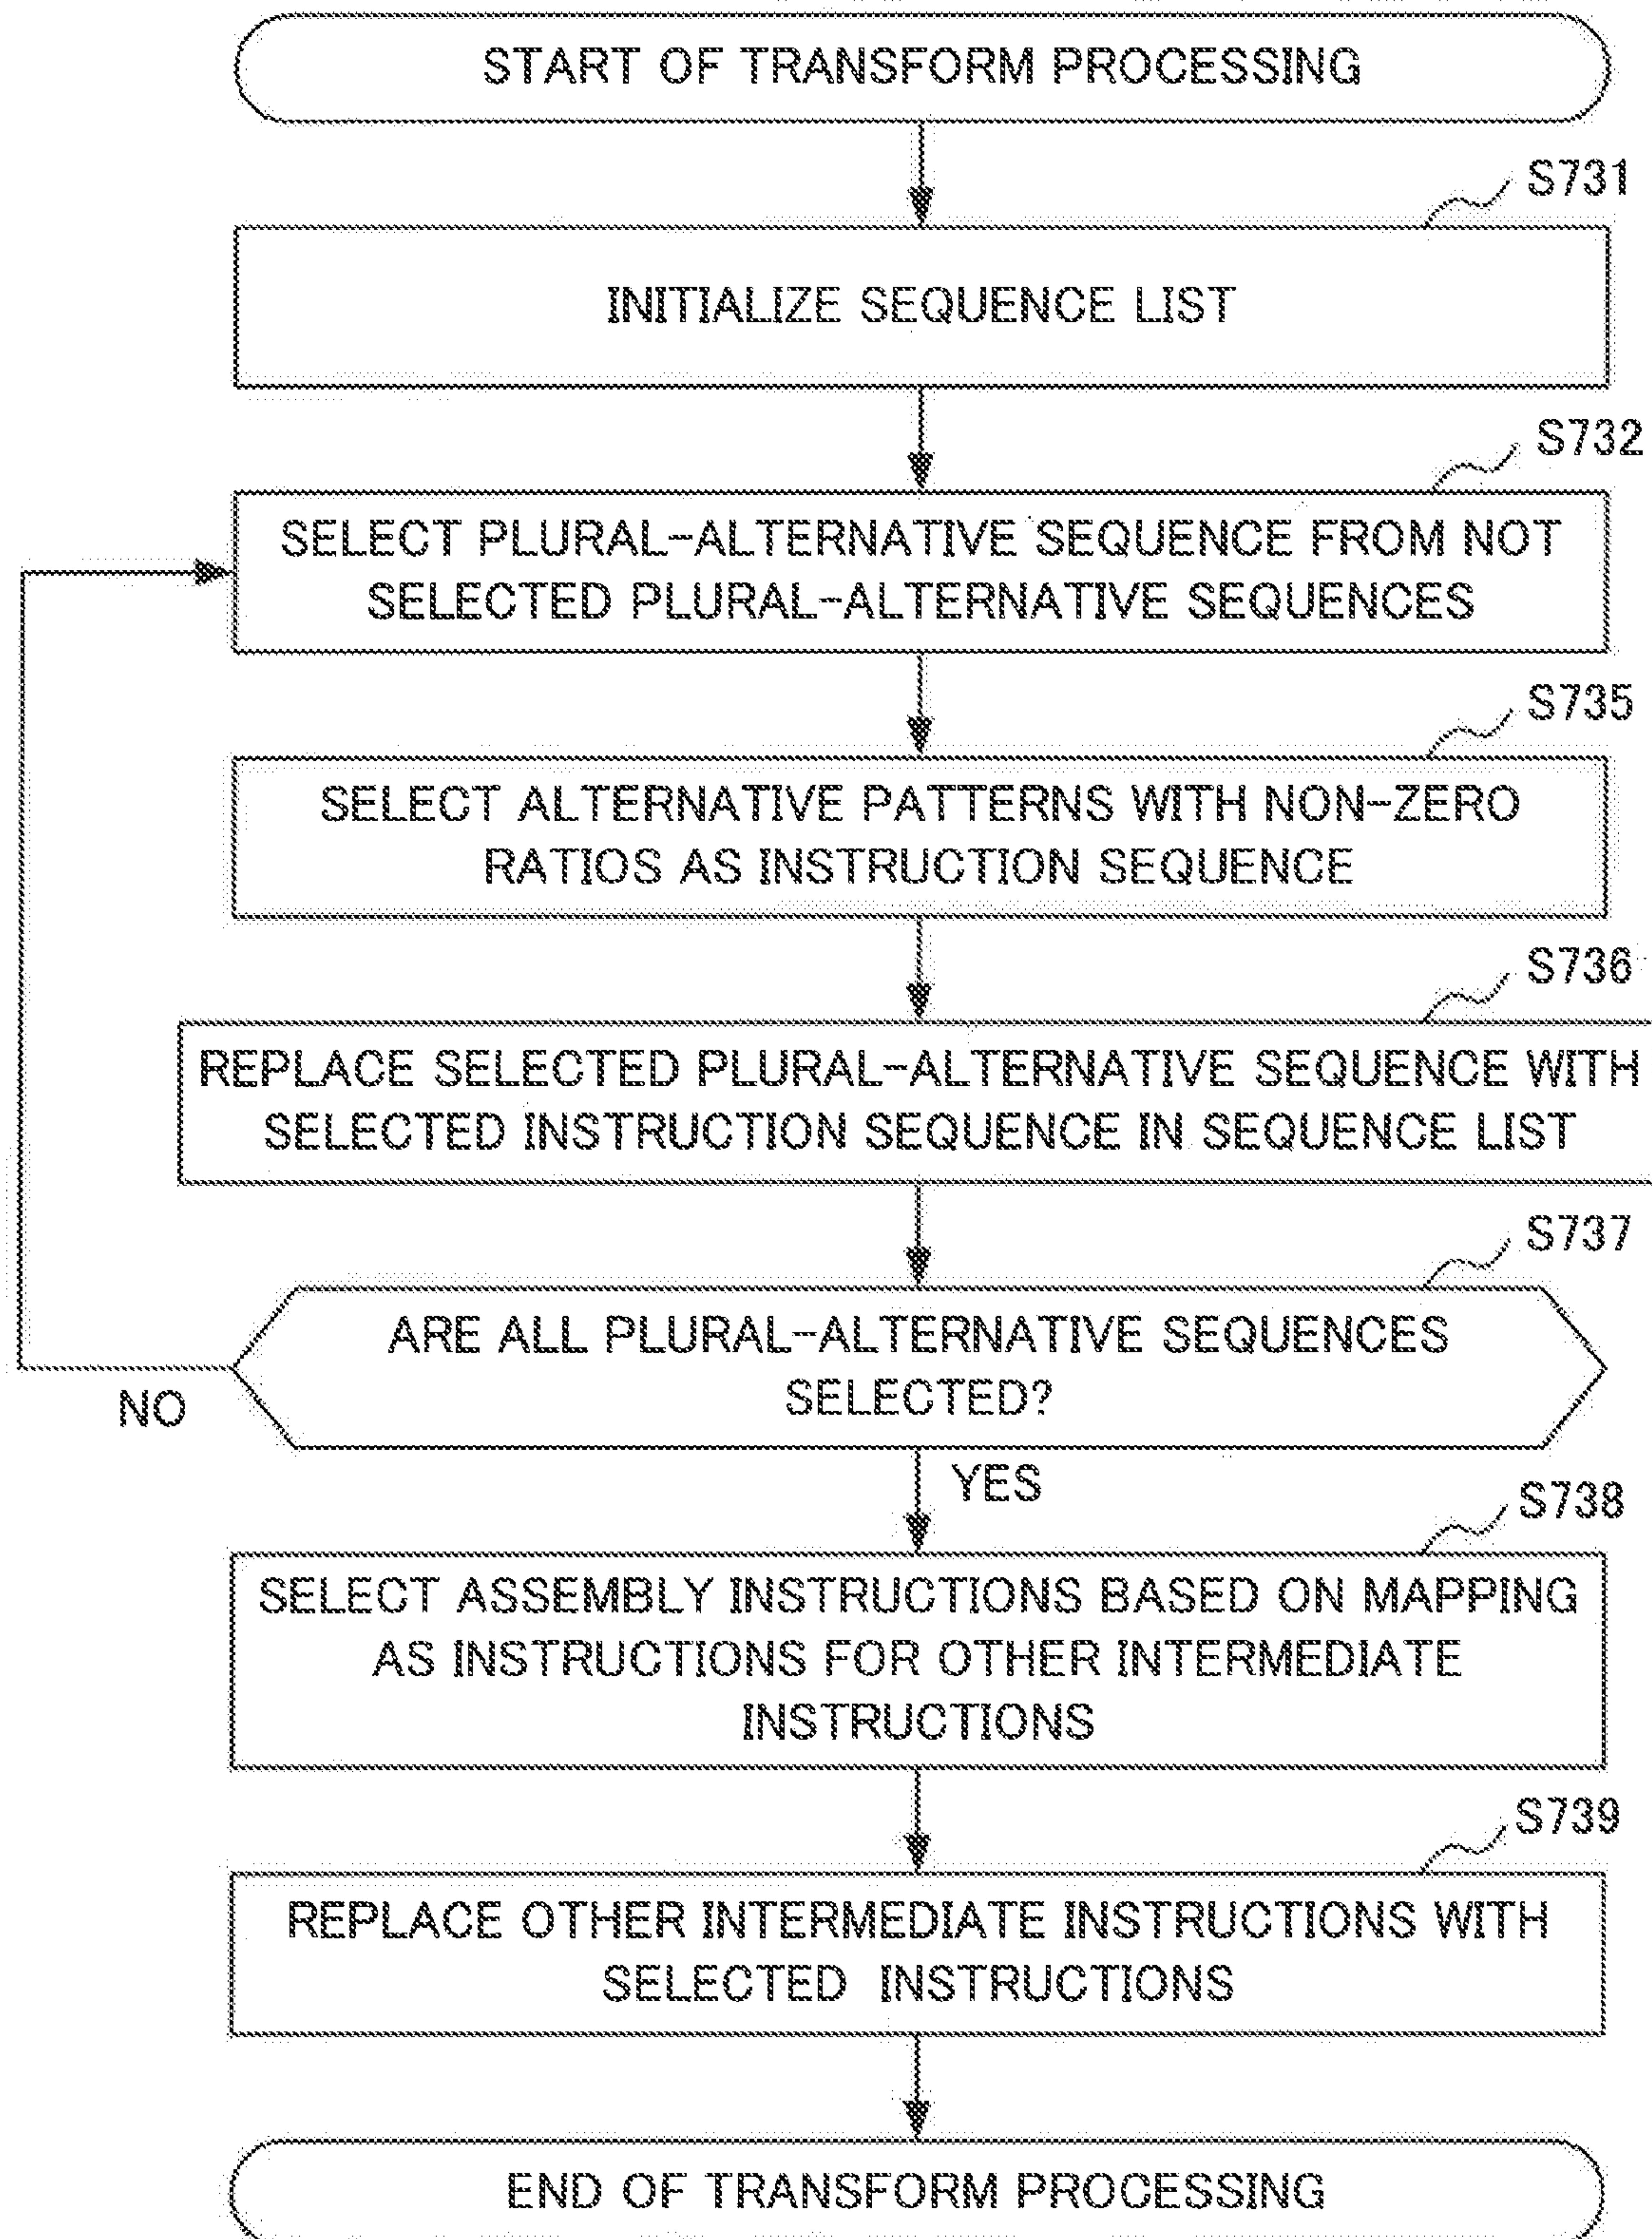 START OF TRANSFORM PROCESSING
S731
INITIALIZE SEQUENCE LIST
S732
SELECT PLURAL-ALTERNATIVE SEQUENCE FROM NOT
SELECTED PLURAL-ALTERNATIVE SEQUENCES
S735
SELECT ALTERNATIVE PATTERNS WITH NON-ZERO
RATIOS AS INSTRUCTION SEQUENCE
S736
REPLACE SELECTED PLURAL-ALTERNATIVE SEQUENCE WITH
SELECTED INSTRUCTION SEQUENCE IN SEQUENCE LIST
S737
ARE ALL PLURAL-ALTERNATIVE SEQUENCES
SELECTED?
NO
YES
S738
SELECT ASSEMBLY INSTRUCTIONS BASED ON MAPPING
AS INSTRUCTIONS FOR OTHER INTERMEDIATE
INSTRUCTIONS
S739
REPLACE OTHER INTERMEDIATE INSTRUCTIONS WITH
SELECTED INSTRUCTIONS
END OF TRANSFORM PROCESSING